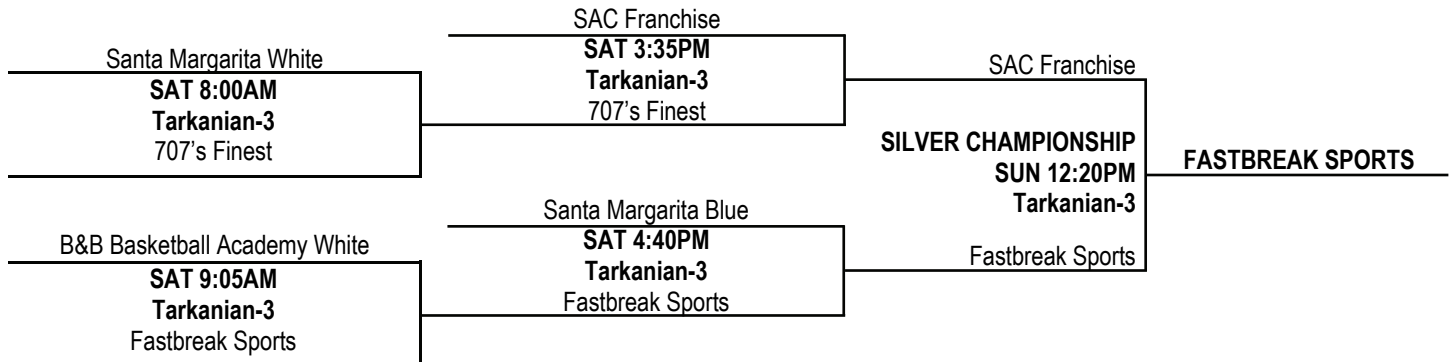 SAC Franchise
SAT 3:35PM
Tarkanian-3
707's Finest
Santa Margarita White
SAT 8:00AM
Tarkanian-3
707's Finest
SAC Franchise
SILVER CHAMPIONSHIP
SUN 12:20PM
Tarkanian-3
Fastbreak Sports
FASTBREAK SPORTS
Santa Margarita Blue
SAT 4:40PM
Tarkanian-3
Fastbreak Sports
B&B Basketball Academy White
SAT 9:05AM
Tarkanian-3
Fastbreak Sports